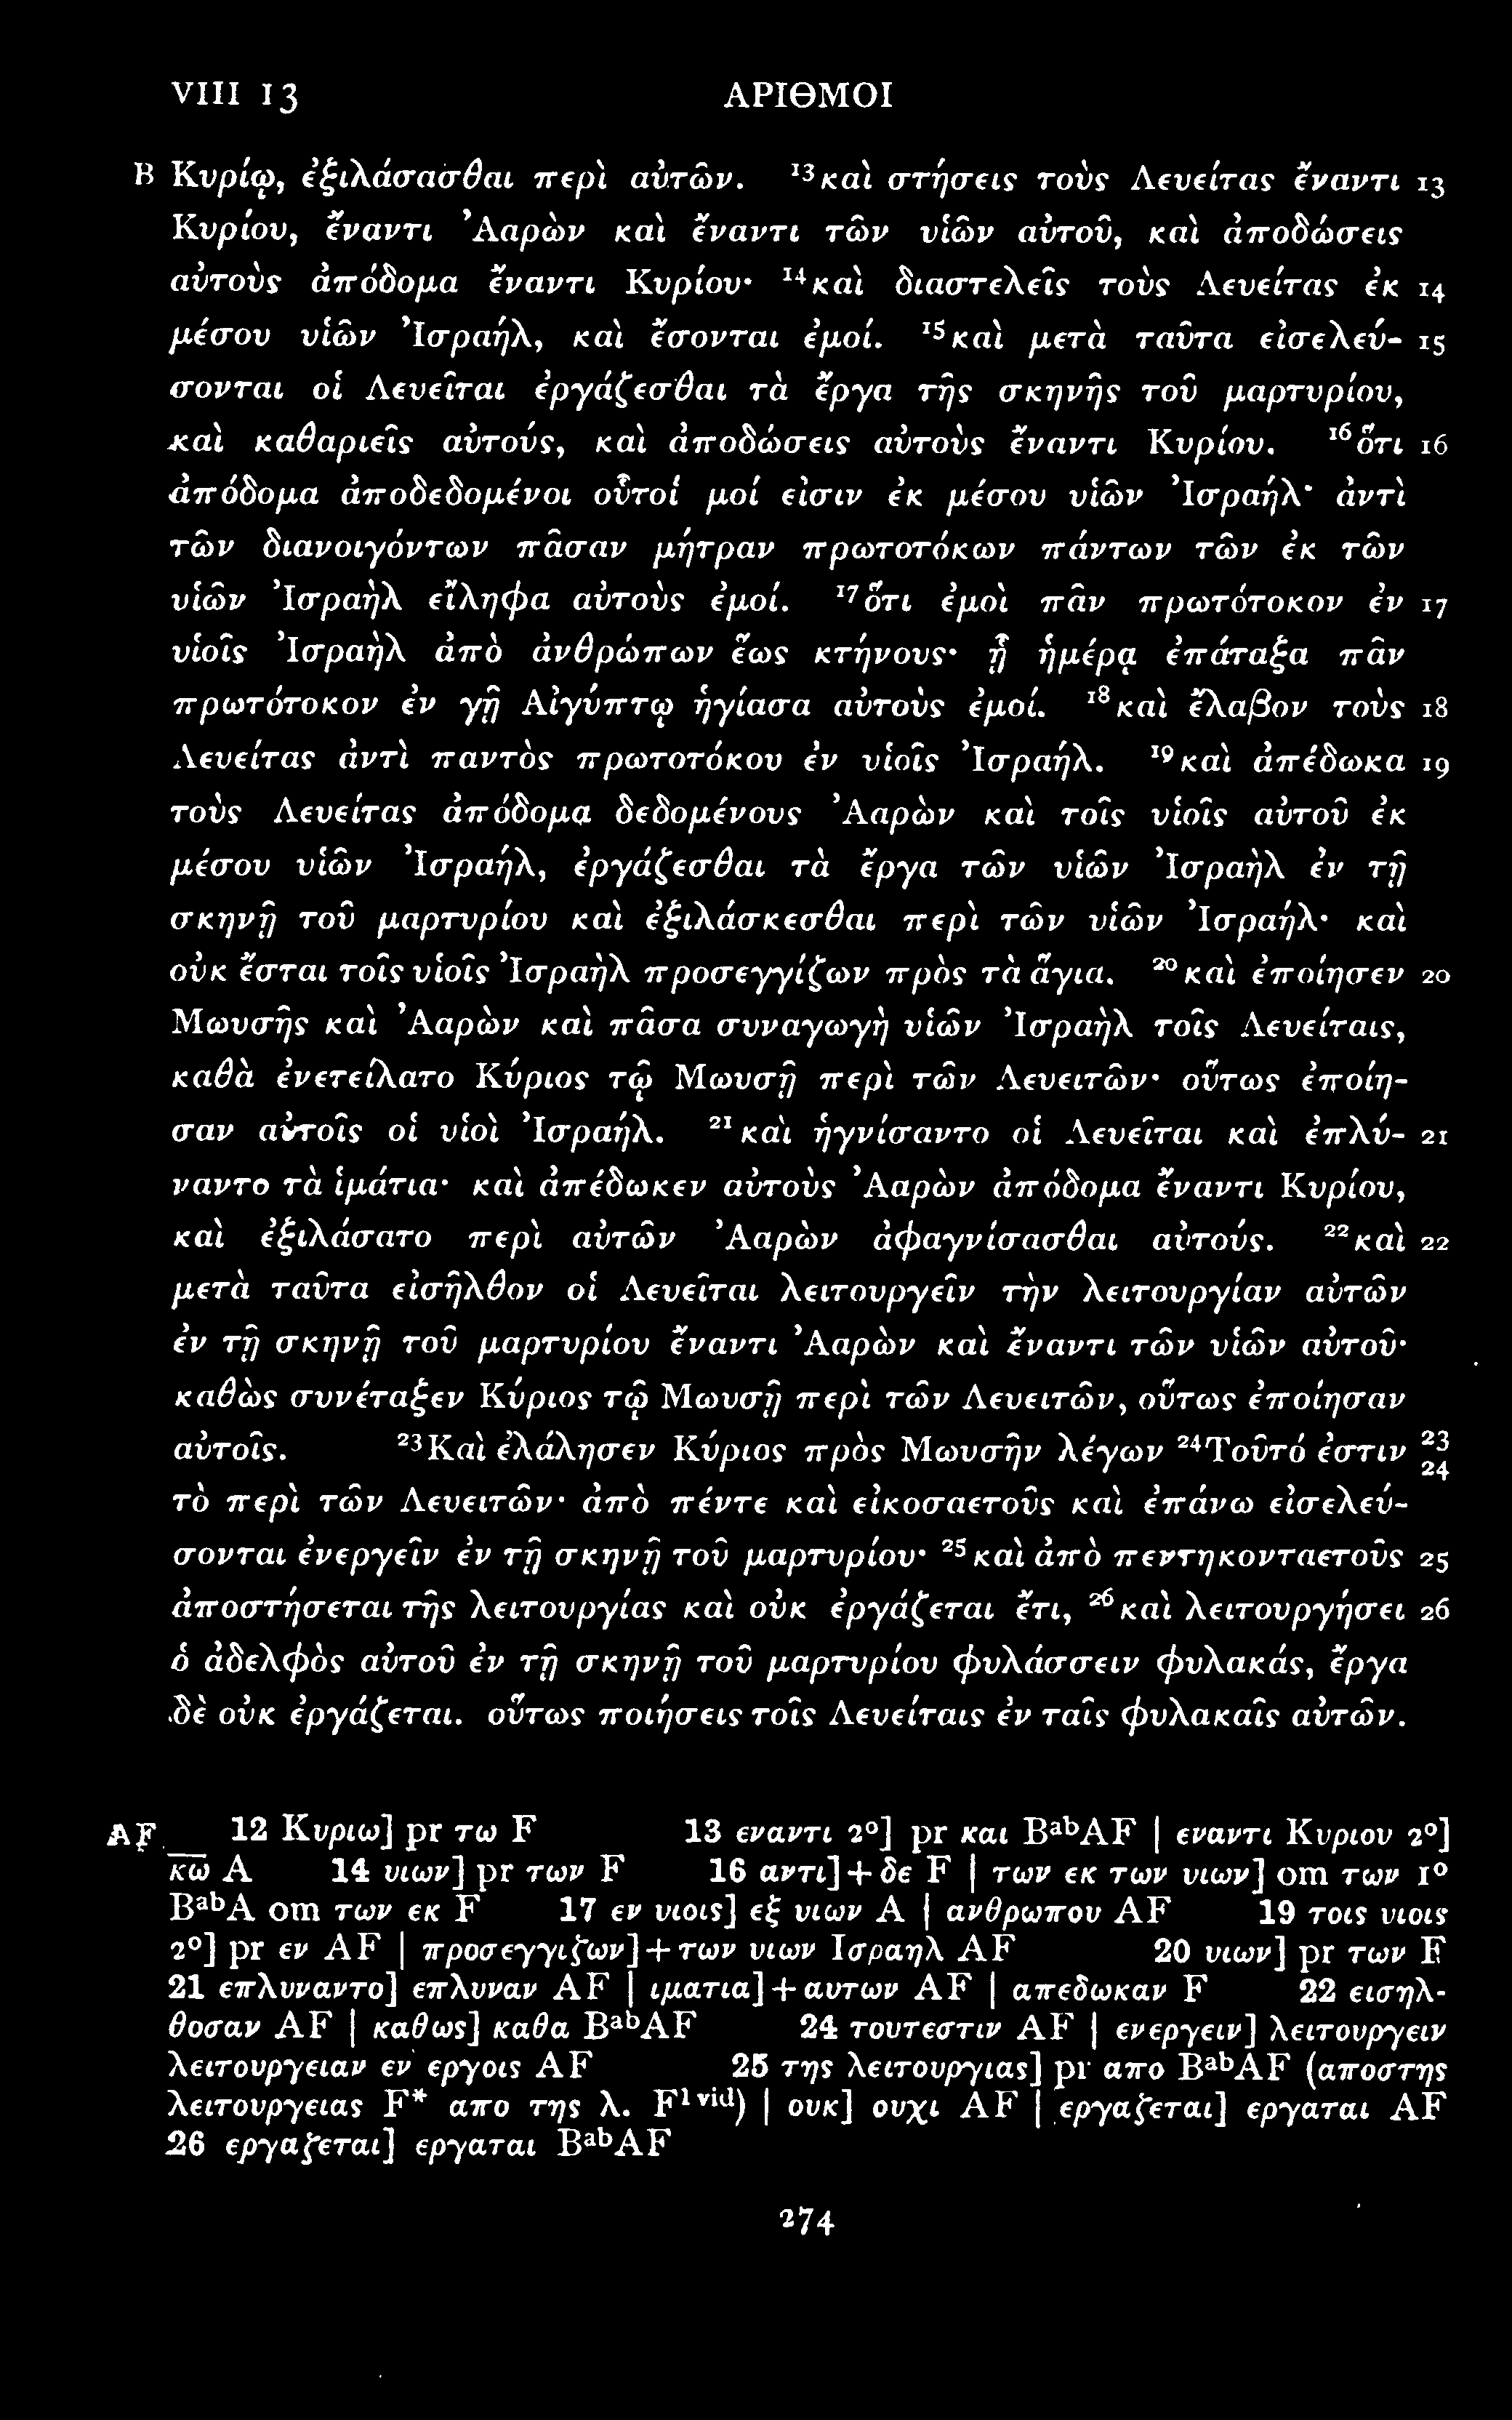 VIII 13 ΑΡΙΘΜΟΙ
B Κυρίῳ, ἐξιλάσασθαι περὶ αὐτῶν. ¹³καὶ στήσεις τοὺς Λευείτας ἔναντι 13
Κυρίου, ἔναντι Ἀαρὼν καὶ ἔναντι τῶν υἱῶν αὐτοῦ, καὶ ἀποδώσεις
αὐτοὺς ἀπόδομα ἔναντι Κυρίου· ¹⁴καὶ διαστελεῖς τοὺς Λευείτας ἐκ 14
μέσου υἱῶν Ἰσραήλ, καὶ ἔσονται ἐμοί. ¹⁵καὶ μετὰ ταῦτα εἰσελεύ- 15
σονται οἱ Λευεῖται ἐργάζεσθαι τὰ ἔργα τῆς σκηνῆς τοῦ μαρτυρίου,
καὶ καθαριεῖς αὐτούς, καὶ ἀποδώσεις αὐτοὺς ἔναντι Κυρίου. ¹⁶ὅτι 16
ἀπόδομα ἀποδεδομένοι οὗτοί μοί εἰσιν ἐκ μέσου υἱῶν Ἰσραήλ· ἀντὶ
τῶν διανοιγόντων πᾶσαν μήτραν πρωτοτόκων πάντων τῶν ἐκ τῶν
υἱῶν Ἰσραὴλ εἴληφα αὐτοὺς ἐμοί. ¹⁷ὅτι ἐμοὶ πᾶν πρωτότοκον ἐν 17
υἱοῖς Ἰσραὴλ ἀπὸ ἀνθρώπων ἕως κτήνους· ᾗ ἡμέρᾳ ἐπάταξα πᾶν
πρωτότοκον ἐν γῇ Αἰγύπτῳ ἡγίασα αὐτοὺς ἐμοί. ¹⁸καὶ ἔλαβον τοὺς 18
Λευείτας ἀντὶ παντὸς πρωτοτόκου ἐν υἱοῖς Ἰσραήλ. ¹⁹καὶ ἀπέδωκα 19
τοὺς Λευείτας ἀπόδομα δεδομένους Ἀαρὼν καὶ τοῖς υἱοῖς αὐτοῦ ἐκ
μέσου υἱῶν Ἰσραήλ, ἐργάζεσθαι τὰ ἔργα τῶν υἱῶν Ἰσραὴλ ἐν τῇ
σκηνῇ τοῦ μαρτυρίου καὶ ἐξιλάσκεσθαι περὶ τῶν υἱῶν Ἰσραήλ· καὶ
οὐκ ἔσται τοῖς υἱοῖς Ἰσραὴλ προσεγγίζων πρὸς τὰ ἅγια. ²⁰καὶ ἐποίησεν 20
Μωυσῆς καὶ Ἀαρὼν καὶ πᾶσα συναγωγὴ υἱῶν Ἰσραὴλ τοῖς Λευείταις,
καθὰ ἐνετείλατο Κύριος τῷ Μωυσῇ περὶ τῶν Λευειτῶν· οὕτως ἐποίη-
σαν αὐτοῖς οἱ υἱοὶ Ἰσραήλ. ²¹καὶ ἡγνίσαντο οἱ Λευεῖται καὶ ἐπλύ- 21
ναντο τὰ ἱμάτια· καὶ ἀπέδωκεν αὐτοὺς Ἀαρὼν ἀπόδομα ἔναντι Κυρίου,
καὶ ἐξιλάσατο περὶ αὐτῶν Ἀαρὼν ἀφαγνίσασθαι αὐτούς. ²²καὶ 22
μετὰ ταῦτα εἰσῆλθον οἱ Λευεῖται λειτουργεῖν τὴν λειτουργίαν αὐτῶν
ἐν τῇ σκηνῇ τοῦ μαρτυρίου ἔναντι Ἀαρὼν καὶ ἔναντι τῶν υἱῶν αὐτοῦ·
καθὼς συνέταξεν Κύριος τῷ Μωυσῇ περὶ τῶν Λευειτῶν, οὕτως ἐποίησαν
αὐτοῖς. ²³Καὶ ἐλάλησεν Κύριος πρὸς Μωυσῆν λέγων ²⁴Τοῦτό ἐστιν 23 24
τὸ περὶ τῶν Λευειτῶν· ἀπὸ πέντε καὶ εἰκοσαετοῦς καὶ ἐπάνω εἰσελεύ-
σονται ἐνεργεῖν ἐν τῇ σκηνῇ τοῦ μαρτυρίου· ²⁵καὶ ἀπὸ πεντηκονταετοῦς 25
ἀποστήσεται τῆς λειτουργίας καὶ οὐκ ἐργάζεται ἔτι, ²⁶καὶ λειτουργήσει 26
ὁ ἀδελφὸς αὐτοῦ ἐν τῇ σκηνῇ τοῦ μαρτυρίου φυλάσσειν φυλακάς, ἔργα
δὲ οὐκ ἐργάζεται. οὕτως ποιήσεις τοῖς Λευείταις ἐν ταῖς φυλακαῖς αὐτῶν.
AF 12 Κυριω] pr τω F 13 εναντι 2°] pr και BᵃᵇAF | εναντι Κυριου 2°]
κ̅ω̅ A 14 υιων] pr των F 16 αντι] + δε F | των εκ των υιων] om των 1°
BᵃᵇA om των εκ F 17 εν υιοις] εξ υιων A | ανθρωπου AF 19 τοις υιοις
2°] pr εν AF | προσεγγιζων] + των υιων Ισραηλ AF 20 υιων] pr των F
21 επλυναντο] επλυναν AF | ιματια] + αυτων AF | απεδωκαν F 22 εισηλ-
θοσαν AF | καθως] καθα BᵃᵇAF 24 τουτεστιν AF | ενεργειν] λειτουργειν
λειτουργειαν εν εργοις AF 25 της λειτουργιας] pr απο BᵃᵇAF (αποστης
λειτουργειας F* απο της λ. F¹ᵛⁱᵈ) | ουκ] ουχι AF | εργαζεται] εργαται AF
26 εργαζεται] εργαται BᵃᵇAF
274